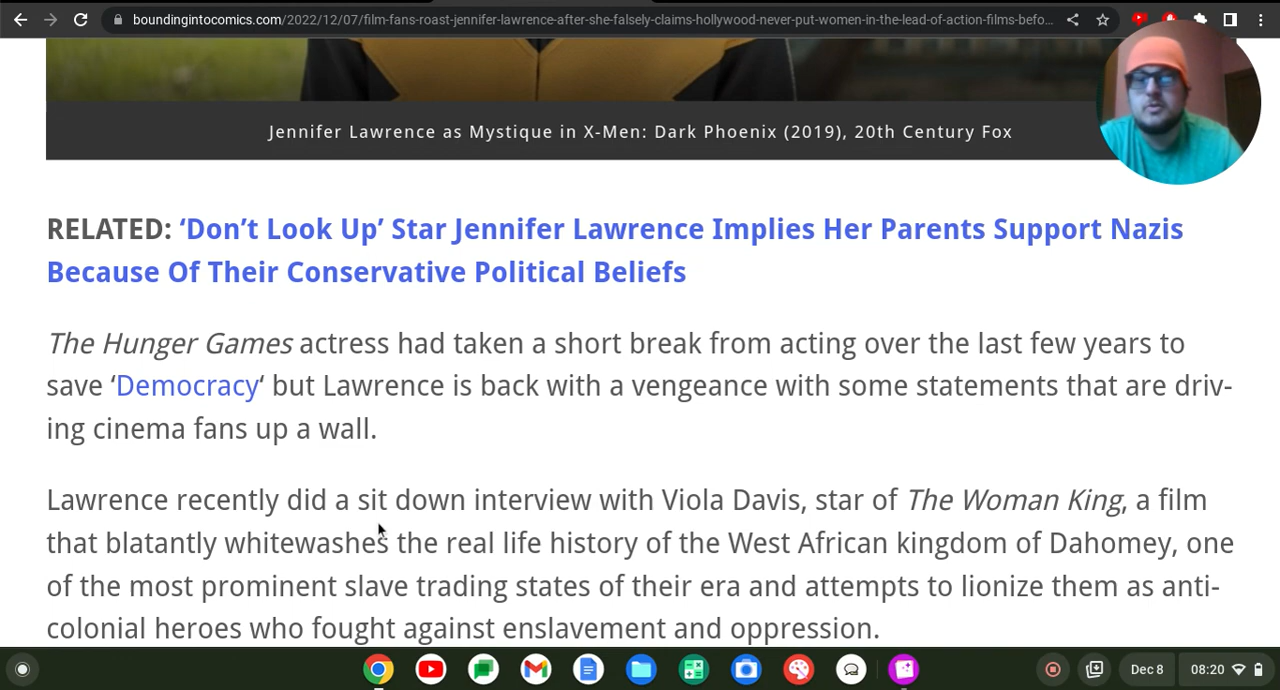 boundingintocomics.com/2022/12/07/film-fans-roast-jennifer-lawrence-after-she-falsely-claims-hollywood-never-put-women-in-the-lead-of-action-films-befo...
Jennifer Lawrence as Mystique in X-Men: Dark Phoenix (2019), 20th Century Fox
RELATED: ‘Don’t Look Up’ Star Jennifer Lawrence Implies Her Parents Support Nazis
Because Of Their Conservative Political Beliefs
The Hunger Games actress had taken a short break from acting over the last few years to
save ‘Democracy‘ but Lawrence is back with a vengeance with some statements that are driv-
ing cinema fans up a wall.
Lawrence recently did a sit down interview with Viola Davis, star of The Woman King, a film
that blatantly whitewashes the real life history of the West African kingdom of Dahomey, one
of the most prominent slave trading states of their era and attempts to lionize them as anti-
colonial heroes who fought against enslavement and oppression.
Dec 8
08:20